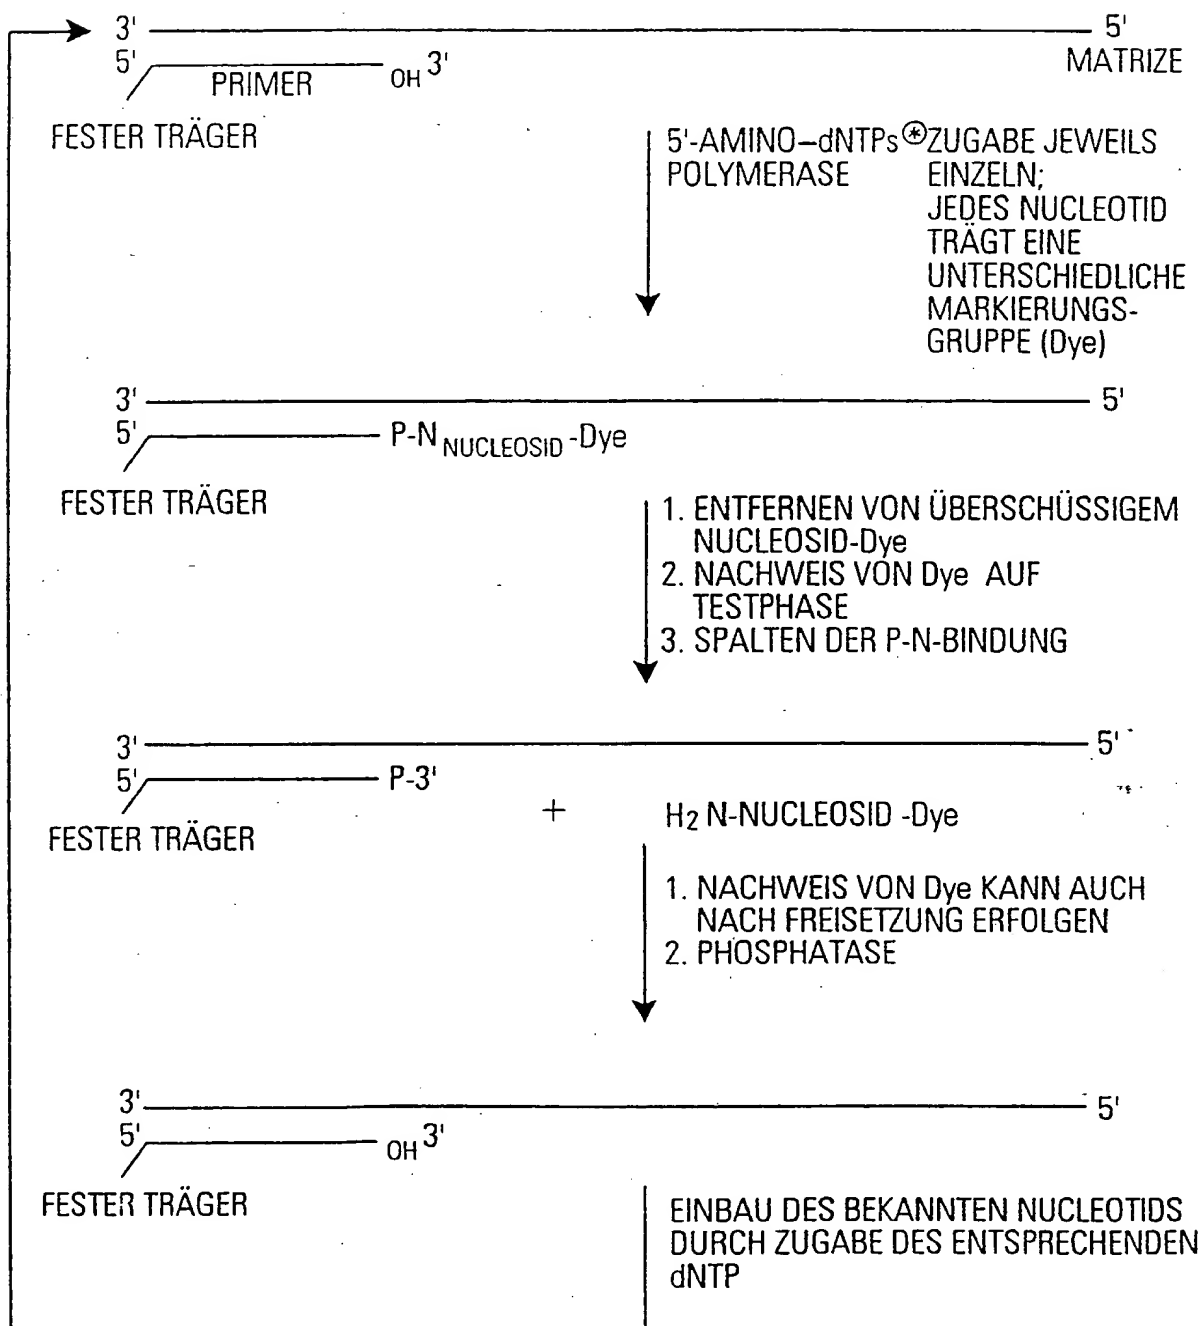 3' 5'
5' PRIMER OH 3' MATRIZE
FESTER TRÄGER
5'-AMINO–dNTPs ⊛ ZUGABE JEWEILS
POLYMERASE EINZELN;
JEDES NUCLEOTID
TRÄGT EINE
UNTERSCHIEDLICHE
MARKIERUNGS-
GRUPPE (Dye)
3' 5'
5' P-N NUCLEOSID -Dye
FESTER TRÄGER
1. ENTFERNEN VON ÜBERSCHÜSSIGEM
NUCLEOSID-Dye
2. NACHWEIS VON Dye AUF
TESTPHASE
3. SPALTEN DER P-N-BINDUNG
3' 5'
5' P-3'
FESTER TRÄGER
+ H2 N-NUCLEOSID -Dye
1. NACHWEIS VON Dye KANN AUCH
NACH FREISETZUNG ERFOLGEN
2. PHOSPHATASE
3' 5'
5' OH 3'
FESTER TRÄGER
EINBAU DES BEKANNTEN NUCLEOTIDS
DURCH ZUGABE DES ENTSPRECHENDEN
dNTP